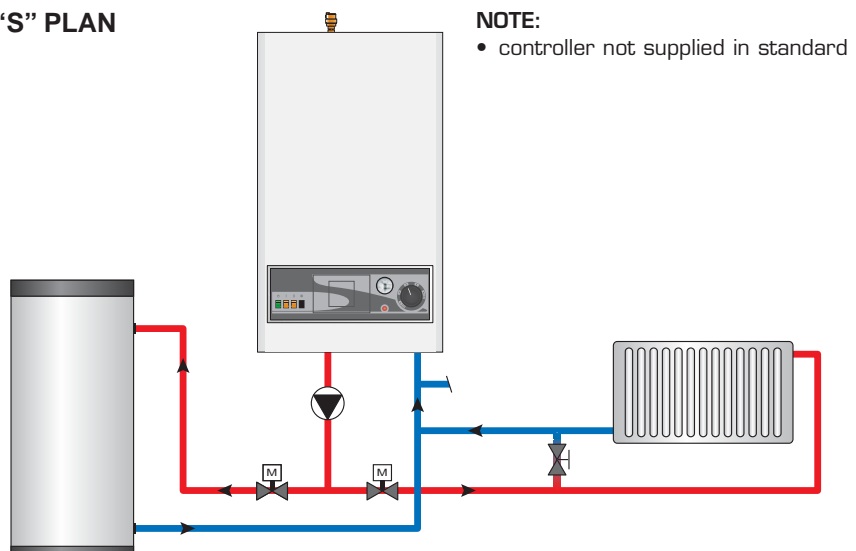 “S” PLAN
NOTE:
• controller not supplied in standard
M
M